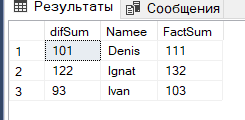 Результаты Сообщения
difSum Namee FactSum
1 101 Denis 111
2 122 Ignat 132
3 93 Ivan 103